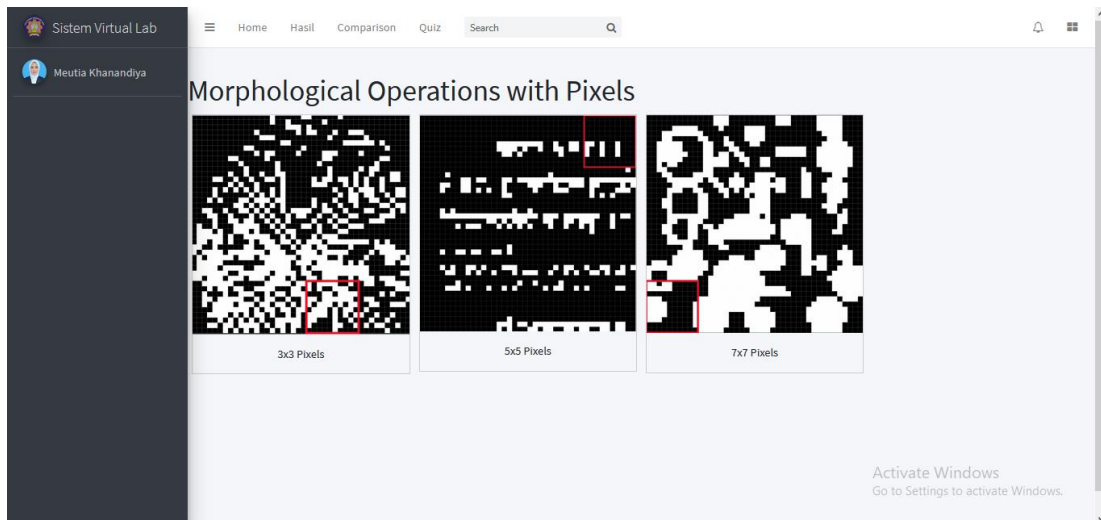 Sistem Virtual Lab
Home Hasil Comparison Quiz Search
Meutia Khanandiya
Morphological Operations with Pixels
3x3 Pixels 5x5 Pixels 7x7 Pixels
Activate Windows
Go to Settings to activate Windows.